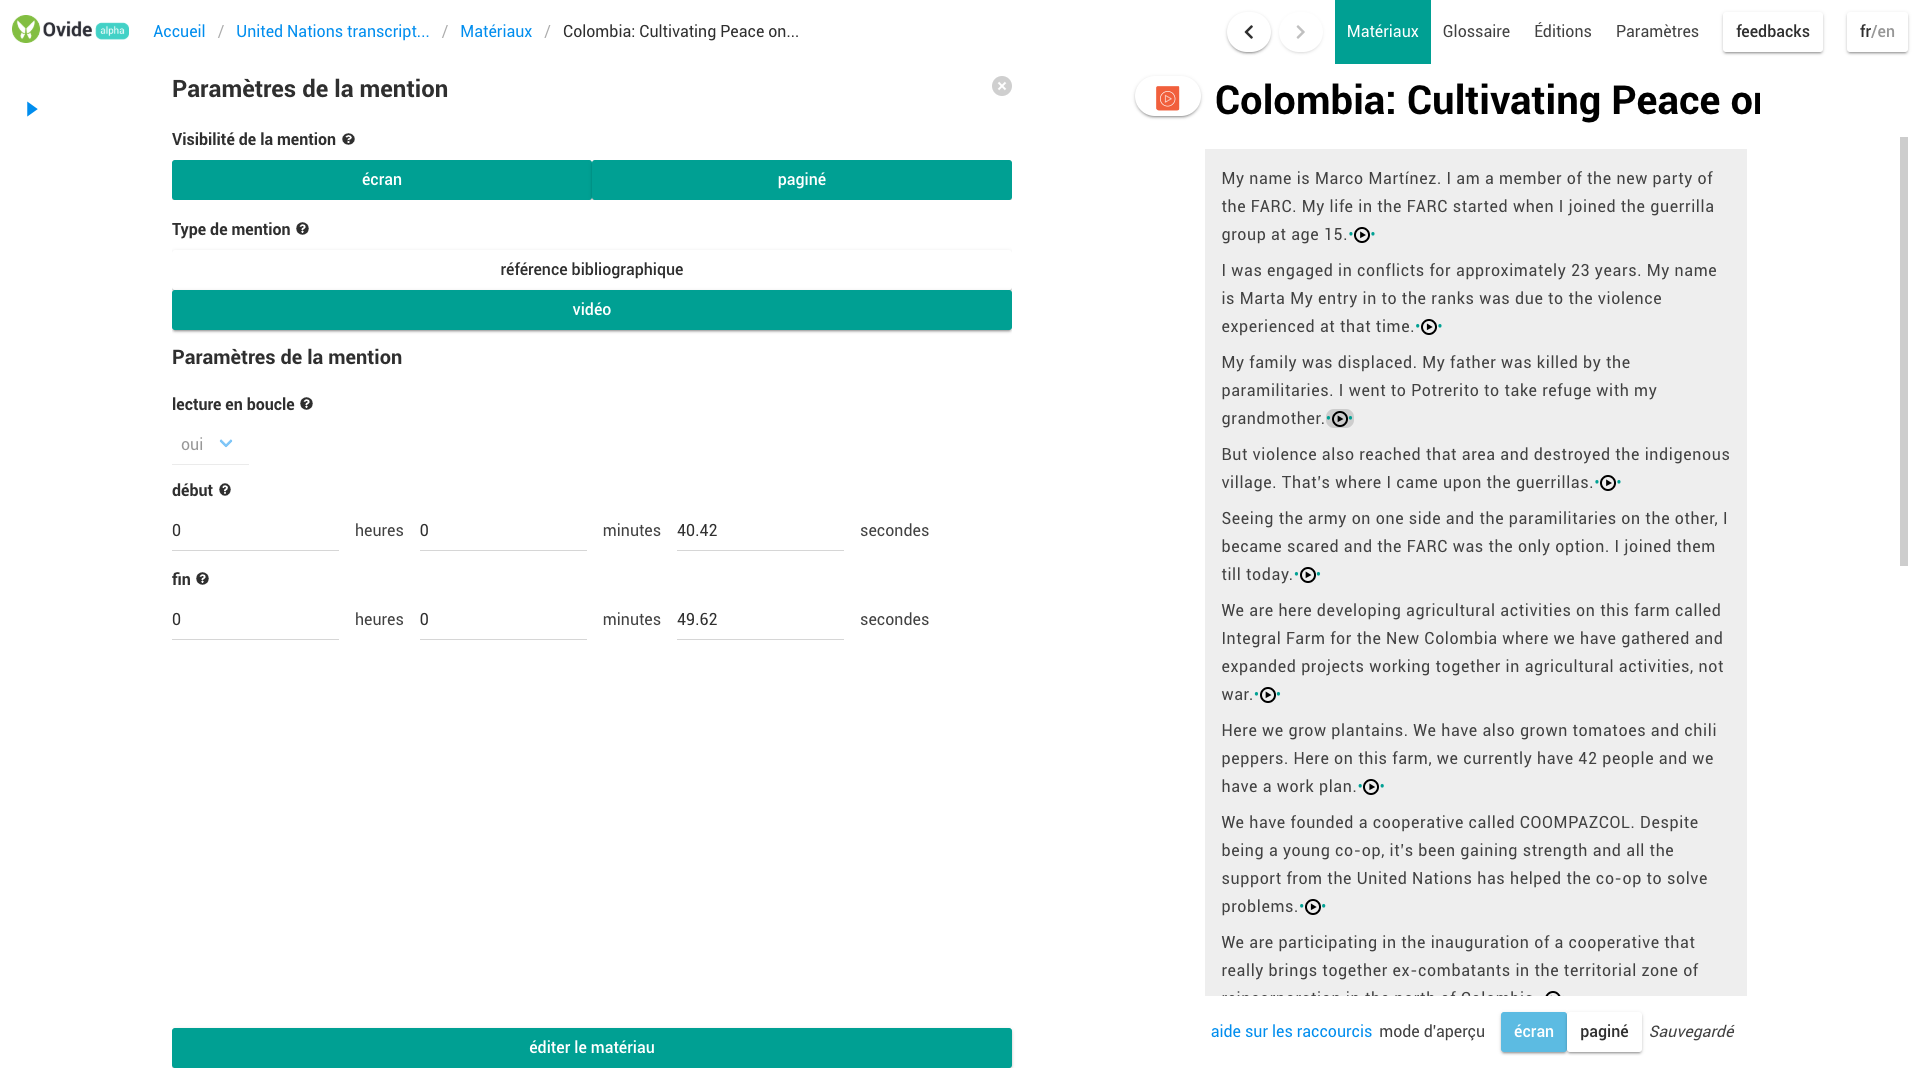 Ovide alpha
Accueil / United Nations transcript... / Matériaux / Colombia: Cultivating Peace on...
Matériaux Glossaire Éditions Paramètres feedbacks fr/en
Paramètres de la mention
Visibilité de la mention
écran paginé
Type de mention
référence bibliographique
vidéo
Paramètres de la mention
lecture en boucle
oui
début
0 heures 0 minutes 40.42 secondes
fin
0 heures 0 minutes 49.62 secondes
éditer le matériau
Colombia: Cultivating Peace
My name is Marco Martínez. I am a member of the new party of
the FARC. My life in the FARC started when I joined the guerrilla
group at age 15.
I was engaged in conflicts for approximately 23 years. My name
is Marta My entry in to the ranks was due to the violence
experienced at that time.
My family was displaced. My father was killed by the
paramilitaries. I went to Potrerito to take refuge with my
grandmother.
But violence also reached that area and destroyed the indigenous
village. That's where I came upon the guerrillas.
Seeing the army on one side and the paramilitaries on the other, I
became scared and the FARC was the only option. I joined them
till today.
We are here developing agricultural activities on this farm called
Integral Farm for the New Colombia where we have gathered and
expanded projects working together in agricultural activities, not
war.
Here we grow plantains. We have also grown tomatoes and chili
peppers. Here on this farm, we currently have 42 people and we
have a work plan.
We have founded a cooperative called COOMPAZCOL. Despite
being a young co-op, it's been gaining strength and all the
support from the United Nations has helped the co-op to solve
problems.
We are participating in the inauguration of a cooperative that
really brings together ex-combatants in the territorial zone of
reincorporation in the north of Colombia.
aide sur les raccourcis mode d'aperçu écran paginé Sauvegardé